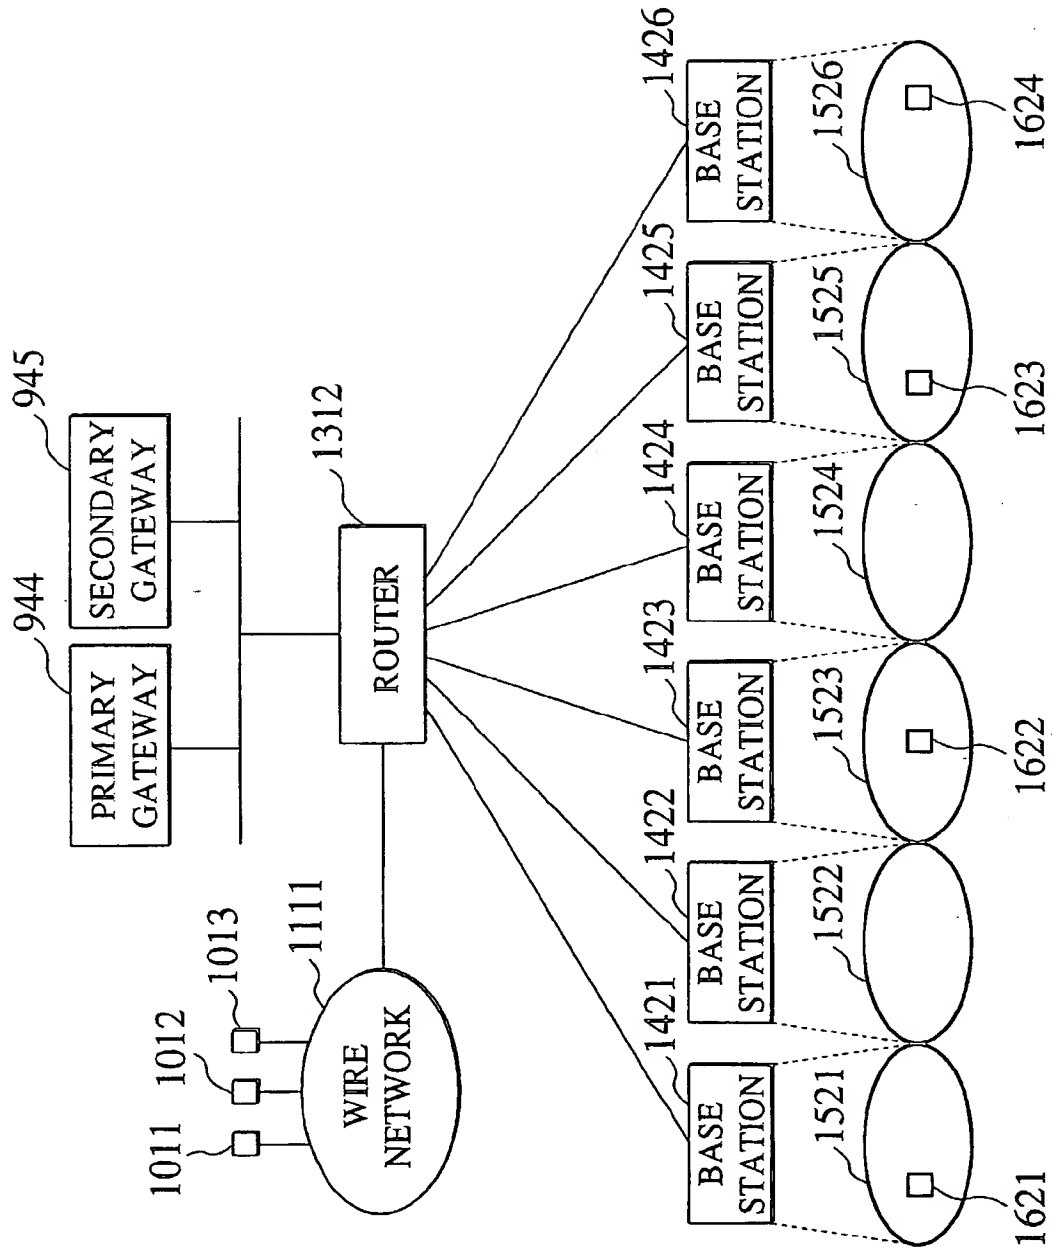 944
945
PRIMARY
GATEWAY
SECONDARY
GATEWAY
1011
1012
1013
1111
WIRE
NETWORK
1312
ROUTER
1421
1422
1423
1424
1425
1426
BASE
STATION
BASE
STATION
BASE
STATION
BASE
STATION
BASE
STATION
BASE
STATION
1521
1522
1523
1524
1525
1526
1621
1622
1623
1624